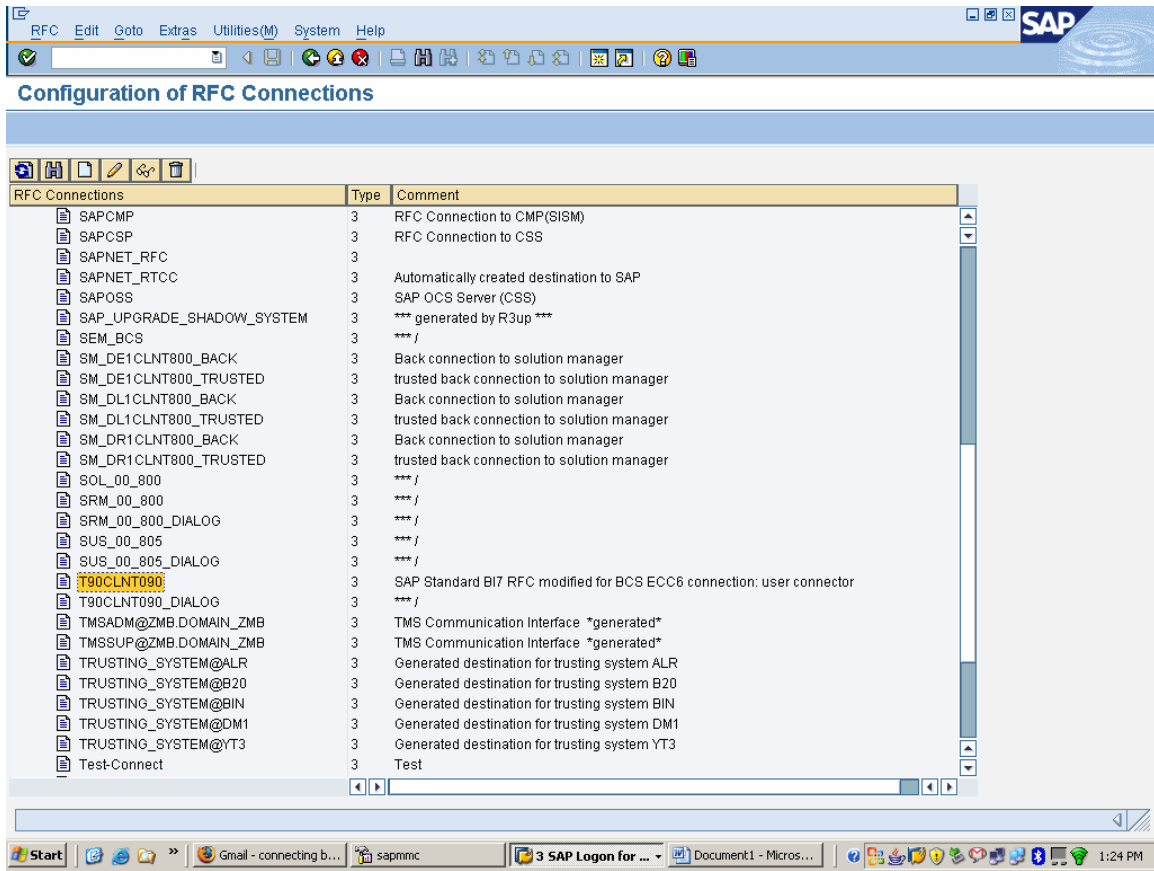 RFC Edit Goto Extras Utilities(M) System Help
SAP
Configuration of RFC Connections
RFC Connections Type Comment
SAPCMP 3 RFC Connection to CMP(SISM)
SAPCSP 3 RFC Connection to CSS
SAPNET_RFC 3
SAPNET_RTCC 3 Automatically created destination to SAP
SAPOSS 3 SAP OCS Server (CSS)
SAP_UPGRADE_SHADOW_SYSTEM 3 *** generated by R3up ***
SEM_BCS 3 *** /
SM_DE1CLNT800_BACK 3 Back connection to solution manager
SM_DE1CLNT800_TRUSTED 3 trusted back connection to solution manager
SM_DL1CLNT800_BACK 3 Back connection to solution manager
SM_DL1CLNT800_TRUSTED 3 trusted back connection to solution manager
SM_DR1CLNT800_BACK 3 Back connection to solution manager
SM_DR1CLNT800_TRUSTED 3 trusted back connection to solution manager
SOL_00_800 3 *** /
SRM_00_800 3 *** /
SRM_00_800_DIALOG 3 *** /
SUS_00_805 3 *** /
SUS_00_805_DIALOG 3 *** /
T90CLNT090 3 SAP Standard BI7 RFC modified for BCS ECC6 connection: user connector
T90CLNT090_DIALOG 3 *** /
TMSADM@ZMB.DOMAIN_ZMB 3 TMS Communication Interface *generated*
TMSSUP@ZMB.DOMAIN_ZMB 3 TMS Communication Interface *generated*
TRUSTING_SYSTEM@ALR 3 Generated destination for trusting system ALR
TRUSTING_SYSTEM@B20 3 Generated destination for trusting system B20
TRUSTING_SYSTEM@BIN 3 Generated destination for trusting system BIN
TRUSTING_SYSTEM@DM1 3 Generated destination for trusting system DM1
TRUSTING_SYSTEM@YT3 3 Generated destination for trusting system YT3
Test-Connect 3 Test
Start » Gmail - connecting b... sapmmc 3 SAP Logon for ... Document1 - Micros... 1:24 PM